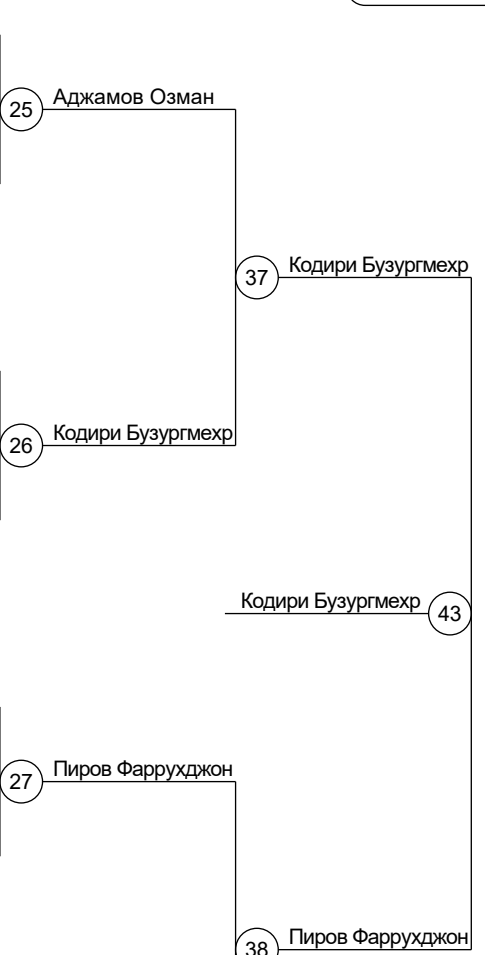 25 Аджамов Озман
37 Кодири Бузургмехр
26 Кодири Бузургмехр
Кодири Бузургмехр 43
27 Пиров Фаррухджон
38 Пиров Фаррухджон